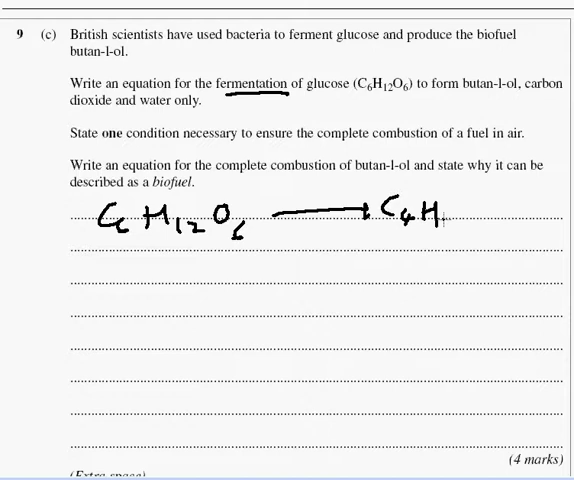 9 (c) British scientists have used bacteria to ferment glucose and produce the biofuel
butan-l-ol.
Write an equation for the fermentation of glucose (C₆H₁₂O₆) to form butan-l-ol, carbon
dioxide and water only.
State one condition necessary to ensure the complete combustion of a fuel in air.
Write an equation for the complete combustion of butan-l-ol and state why it can be
described as a biofuel.
C₆H₁₂O₆ → C₄H
(4 marks)
(Extra space)